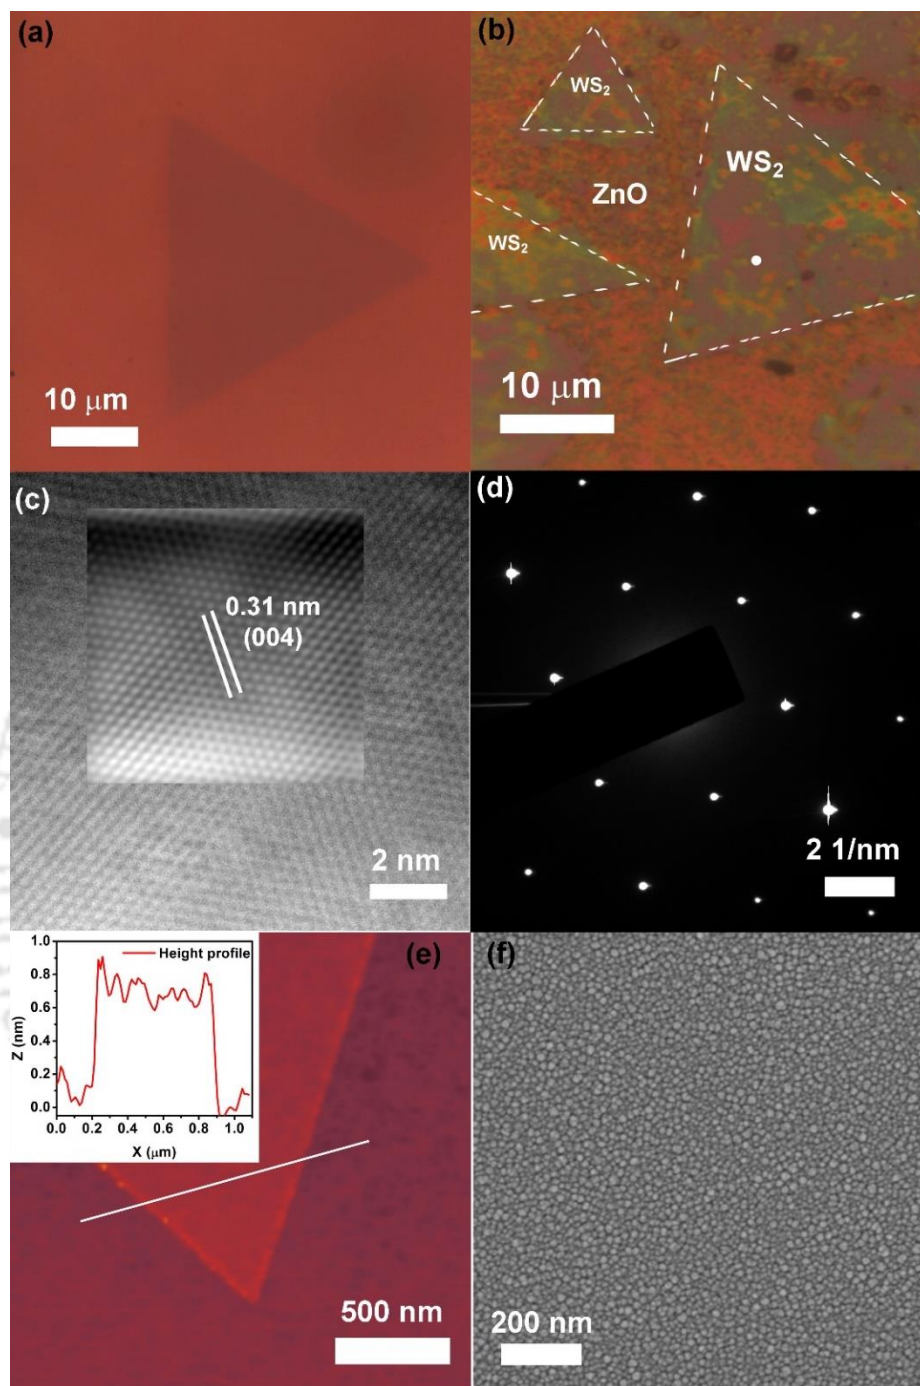 (a)
10 μm
(b)
WS₂
WS₂
ZnO
WS₂
10 μm
(c)
0.31 nm
(004)
2 nm
(d)
2 1/nm
(e)
1.0
0.8
0.6
0.4
0.2
0.0
Z (nm)
Height profile
0.0 0.2 0.4 0.6 0.8 1.0
X (μm)
500 nm
(f)
200 nm